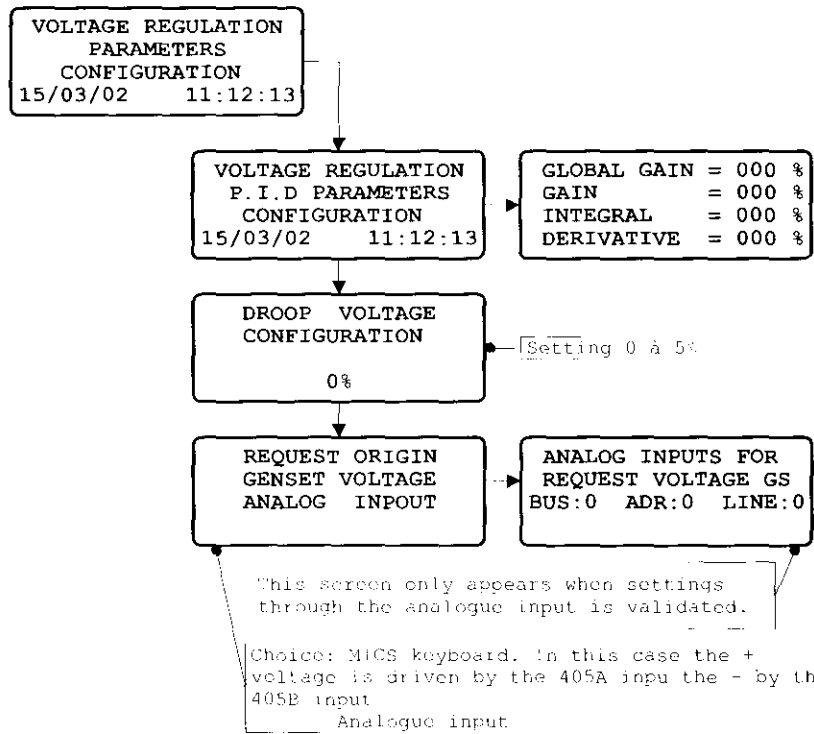 VOLTAGE REGULATION
PARAMETERS
CONFIGURATION
15/03/02 11:12:13
VOLTAGE REGULATION
P.I.D PARAMETERS
CONFIGURATION
15/03/02 11:12:13
GLOBAL GAIN = 000 %
GAIN = 000 %
INTEGRAL = 000 %
DERIVATIVE = 000 %
DROOP VOLTAGE
CONFIGURATION
0%
Setting 0 à 5%
REQUEST ORIGIN
GENSET VOLTAGE
ANALOG INPOUT
ANALOG INPUTS FOR
REQUEST VOLTAGE GS
BUS:0 ADR:0 LINE:0
This screen only appears when settings
through the analogue input is validated.
Choice: MICS keyboard. In this case the +
voltage is driven by the 405A inpu the - by th
405B input
Analogue input